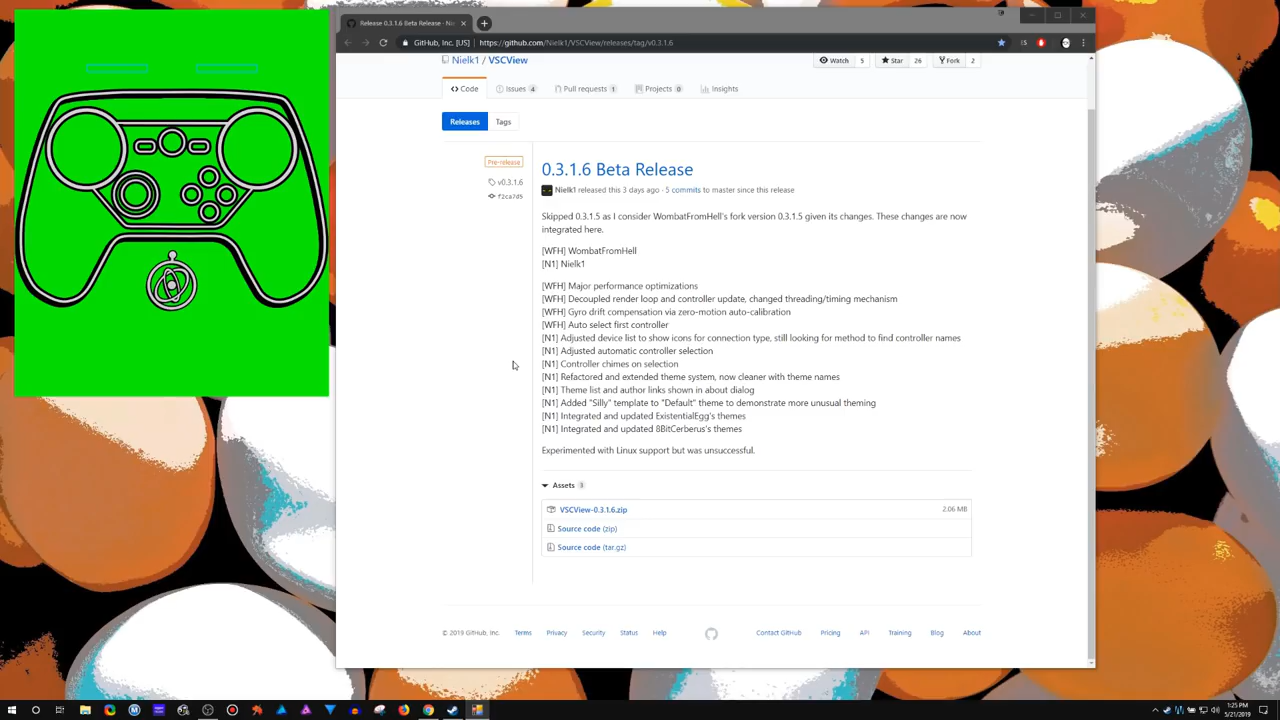 Release 0.3.1.6 Beta Release · Nie
GitHub, Inc. [US] https://github.com/Nielk1/VSCView/releases/tag/v0.3.1.6
Nielk1 / VSCView
Watch 5 Star 26 Fork 2
Code Issues 4 Pull requests 1 Projects 0 Insights
Releases Tags
Pre-release
v0.3.1.6
f2ca7d5
0.3.1.6 Beta Release
Nielk1 released this 3 days ago · 5 commits to master since this release
Skipped 0.3.1.5 as I consider WombatFromHell's fork version 0.3.1.5 given its changes. These changes are now
integrated here.
[WFH] WombatFromHell
[N1] Nielk1
[WFH] Major performance optimizations
[WFH] Decoupled render loop and controller update, changed threading/timing mechanism
[WFH] Gyro drift compensation via zero-motion auto-calibration
[WFH] Auto select first controller
[N1] Adjusted device list to show icons for connection type, still looking for method to find controller names
[N1] Adjusted automatic controller selection
[N1] Controller chimes on selection
[N1] Refactored and extended theme system, now cleaner with theme names
[N1] Theme list and author links shown in about dialog
[N1] Added "Silly" template to "Default" theme to demonstrate more unusual theming
[N1] Integrated and updated ExistentialEgg's themes
[N1] Integrated and updated 8BitCerberus's themes
Experimented with Linux support but was unsuccessful.
Assets 3
VSCView-0.3.1.6.zip 2.06 MB
Source code (zip)
Source code (tar.gz)
© 2019 GitHub, Inc. Terms Privacy Security Status Help Contact GitHub Pricing API Training Blog About
1:25 PM
5/21/2019